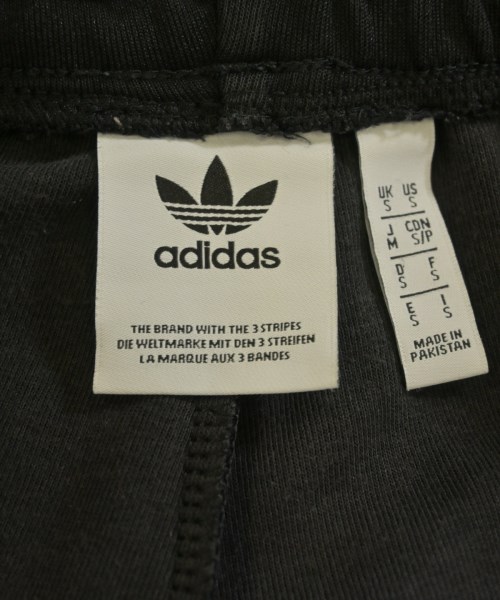 adidas
THE BRAND WITH THE 3 STRIPES
DIE WELTMARKE MIT DEN 3 STREIFEN
LA MARQUE AUX 3 BANDES
UK US
S S
J CDN
M S/P
D F
S S
E I
S S
MADE IN
PAKISTAN